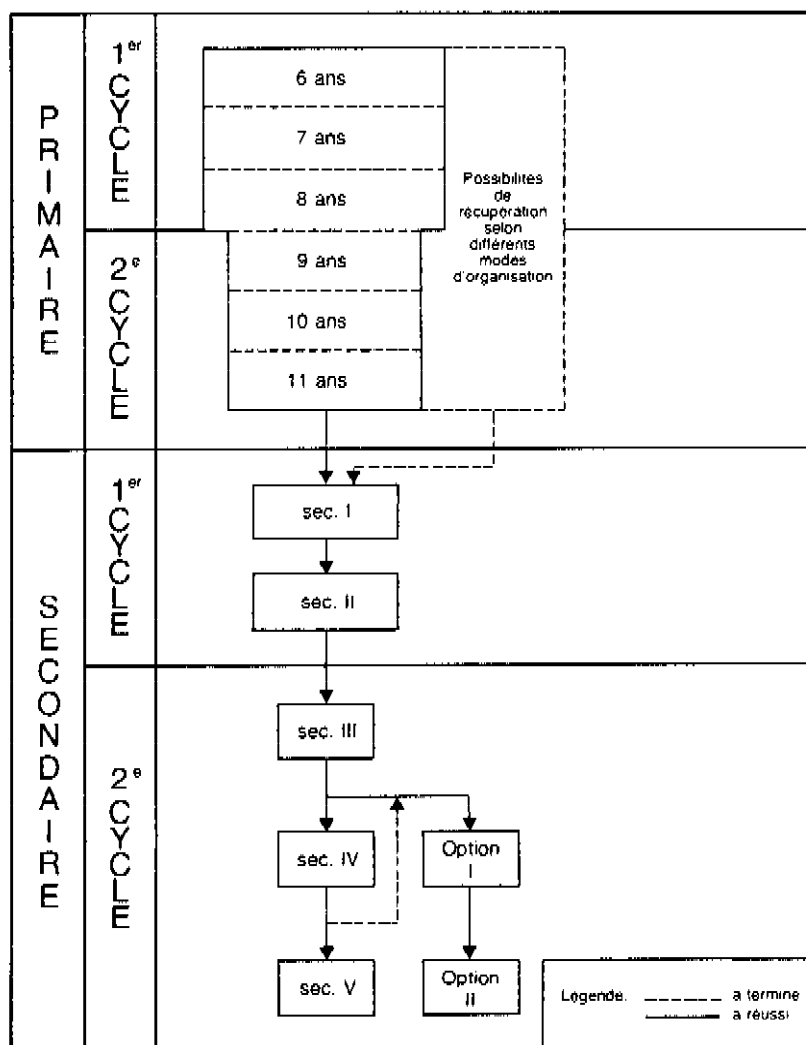 PRIMAIRE
1er CYCLE
6 ans
7 ans
8 ans
Possibilites
de
récupération
selon
différents
modes
d'organisation
2e CYCLE
9 ans
10 ans
11 ans
SECONDAIRE
1er CYCLE
sec. I
sec. II
2e CYCLE
sec. III
sec. IV
Option
I
sec. V
Option
II
Légende: a termine
a réussi